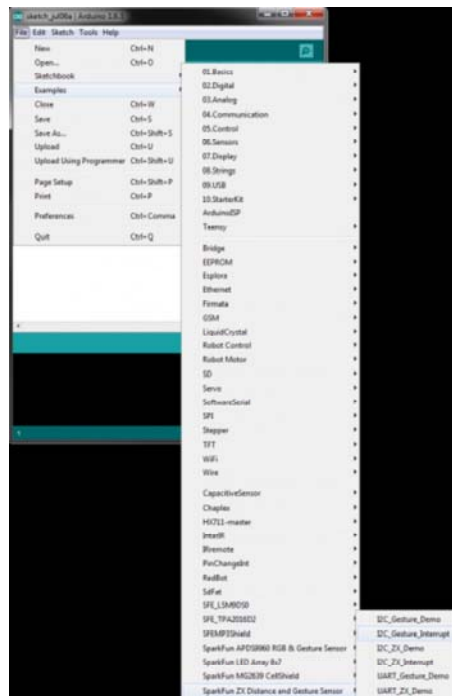 sketch_jul08a | Arduino 1.6.3
File Edit Sketch Tools Help
New Ctrl+N
Open... Ctrl+O
Sketchbook
Examples
Close Ctrl+W
Save Ctrl+S
Save As... Ctrl+Shift+S
Upload Ctrl+U
Upload Using Programmer Ctrl+Shift+U
Page Setup Ctrl+Shift+P
Print Ctrl+P
Preferences Ctrl+Comma
Quit Ctrl+Q
01.Basics
02.Digital
03.Analog
04.Communication
05.Control
06.Sensors
07.Display
08.Strings
09.USB
10.StarterKit
ArduinoISP
Teensy
Bridge
EEPROM
Esplora
Ethernet
Firmata
GSM
LiquidCrystal
Robot Control
Robot Motor
SD
Servo
SoftwareSerial
SPI
Stepper
TFT
WiFi
Wire
CapacitiveSensor
Chaplex
HX711-master
IntarIR
IRremote
PinChangeInt
RedBot
SdFat
SFE_LSM9DS0
SFE_TPA2016D2
SFEMP3Shield
SparkFun APDS9960 RGB & Gesture Sensor
SparkFun LED Array 8x7
SparkFun MG2639 CellShield
SparkFun ZX Distance and Gesture Sensor
I2C_Gesture_Demo
I2C_Gesture_Interrupt
I2C_ZX_Demo
I2C_ZX_Interrupt
UART_Gesture_Demo
UART_ZX_Demo